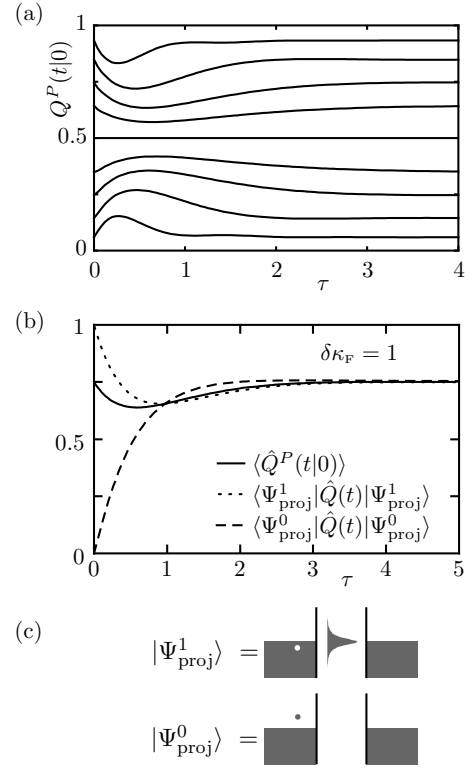 (a)
1
Q^P(t|0)
0.5
0
0 1 2 3 4
τ
(b)
1
δκ_F = 1
0.5
⟨Q̂^P(t|0)⟩
⟨Ψ^1_proj|Q̂(t)|Ψ^1_proj⟩
⟨Ψ^0_proj|Q̂(t)|Ψ^0_proj⟩
0
0 1 2 3 4 5
τ
(c)
|Ψ^1_proj⟩ =
|Ψ^0_proj⟩ =